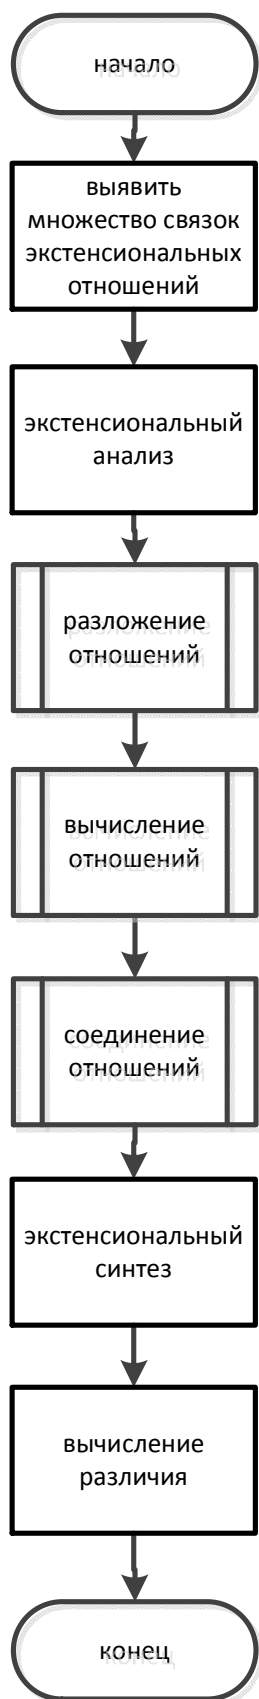 начало
выявить
множество связок
экстенсиональных
отношений
экстенсиональный
анализ
разложение
отношений
вычисление
отношений
соединение
отношений
экстенсиональный
синтез
вычисление
различия
конец